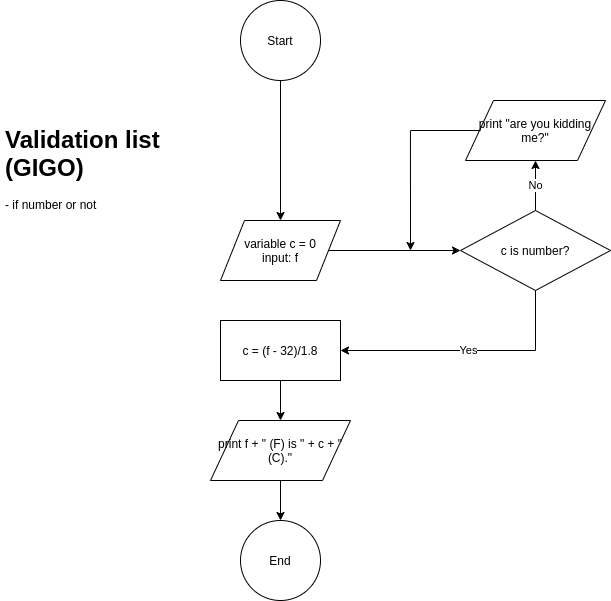 Start
print "are you kidding
me?"
Validation list
(GIGO)
No
- if number or not
variable c = 0
input: f
c is number?
c = (f - 32)/1.8
Yes
print f + " (F) is " + c + "
(C)."
End